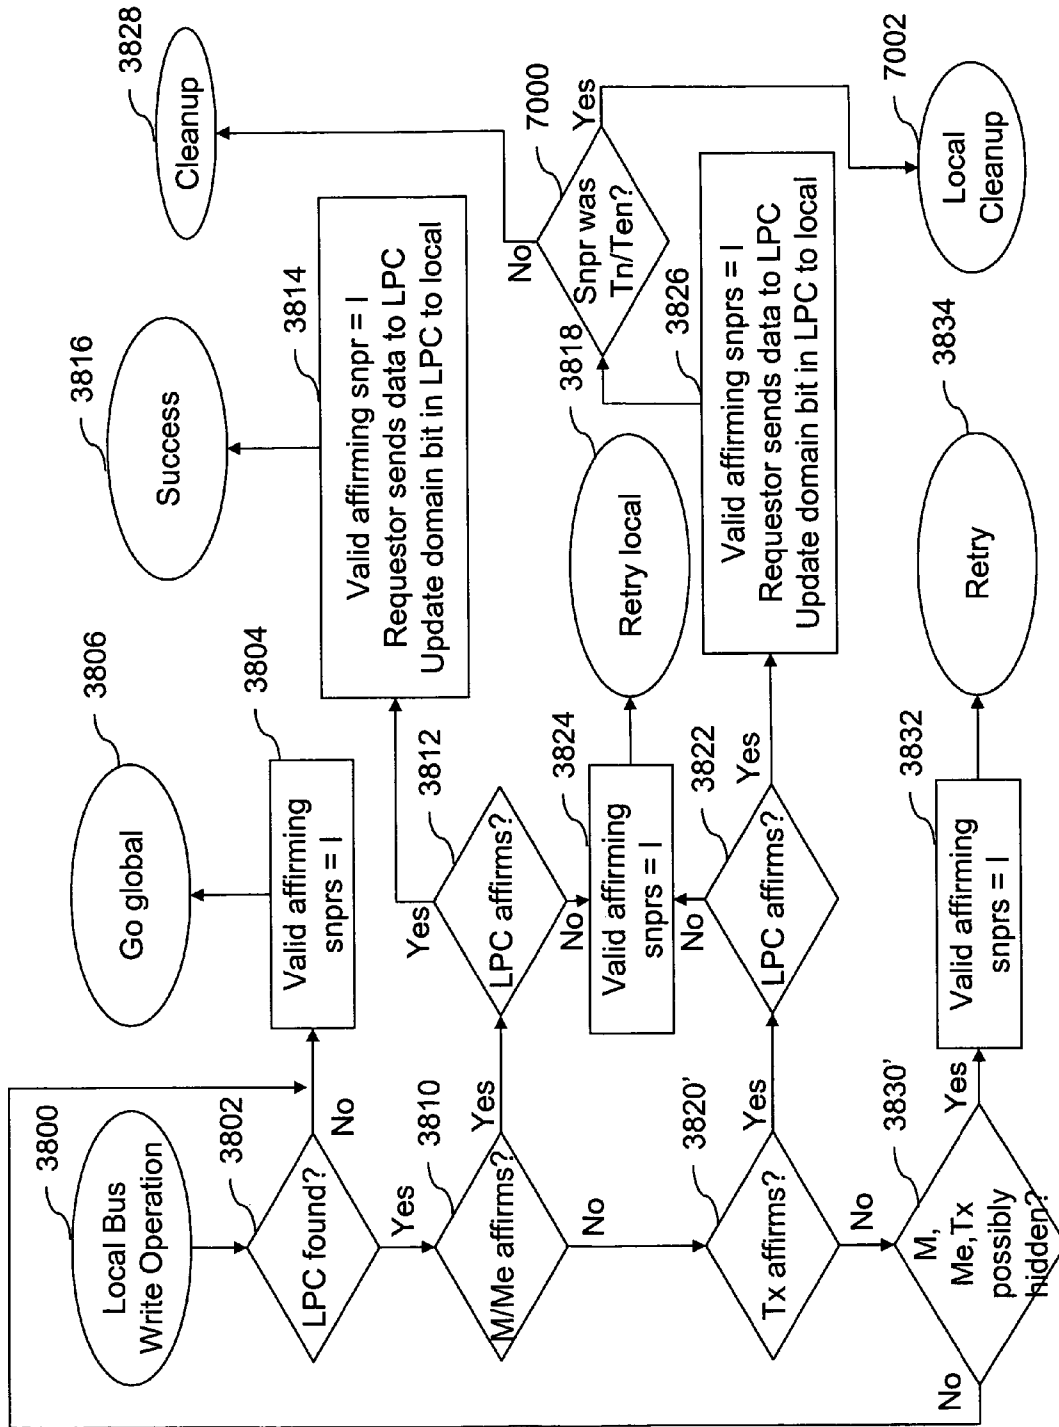 Local Bus
Write Operation
3800
LPC found?
3802
No
Yes
Valid affirming
snprs = I
3804
Go global
3806
M/Me affirms?
3810
Yes
No
LPC affirms?
3812
Yes
No
Valid affirming snpr = I
Requestor sends data to LPC
Update domain bit in LPC to local
3814
Success
3816
Valid affirming
snprs = I
3824
Retry local
3818
Tx affirms?
3820'
Yes
No
LPC affirms?
3822
Yes
No
Valid affirming snprs = I
Requestor sends data to LPC
Update domain bit in LPC to local
3826
Snpr was
Tn/Ten?
7000
No
Yes
Cleanup
3828
Local
Cleanup
7002
M,
Me,Tx
possibly
hidden?
3830'
Yes
No
Valid affirming
snprs = I
3832
Retry
3834